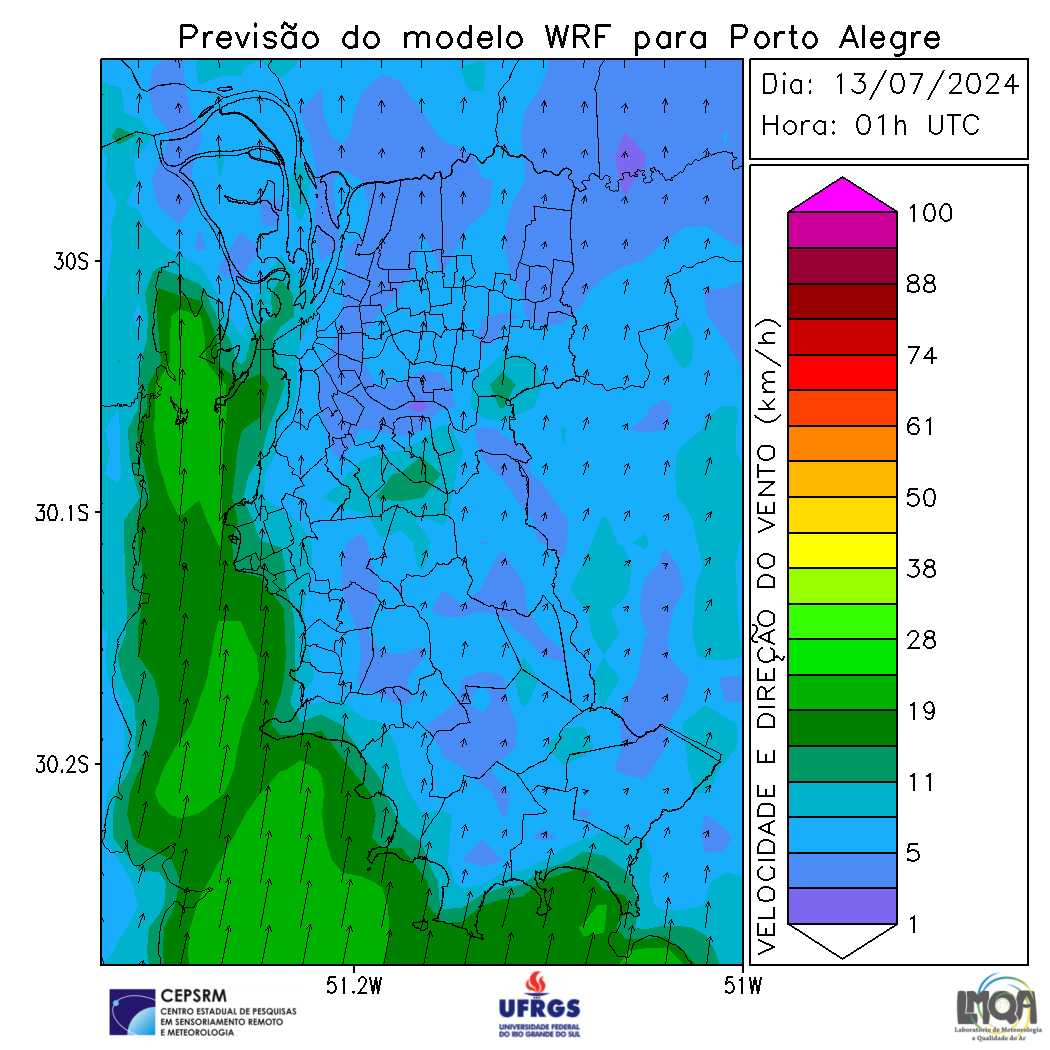 Previsão do modelo WRF para Porto Alegre
Dia: 13/07/2024
Hora: 01h UTC
30S
30.1S
30.2S
51.2W
51W
VELOCIDADE E DIREÇÃO DO VENTO (km/h)
100
88
74
61
50
38
28
19
11
5
1
CEPSRM
CENTRO ESTADUAL DE PESQUISAS
EM SENSORIAMENTO REMOTO
E METEOROLOGIA
UFRGS
UNIVERSIDADE FEDERAL
DO RIO GRANDE DO SUL
LMQA
Laboratório de Meteorologia
e Qualidade do Ar